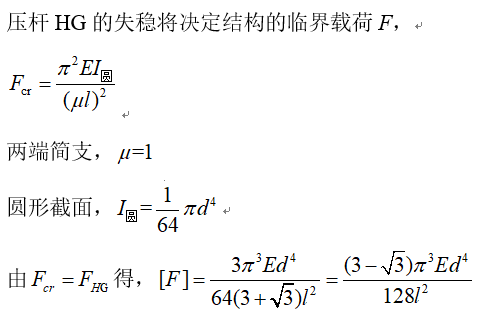 压杆 HG 的失稳将决定结构的临界载荷 F，
F_cr = π²EI_圆 / (μl)²
两端简支，μ=1
圆形截面，I_圆 = 1/64 πd⁴
由 F_cr = F_HG 得，[F] = 3π³Ed⁴ / 64(3+√3)l² = (3−√3)π³Ed⁴ / 128l²